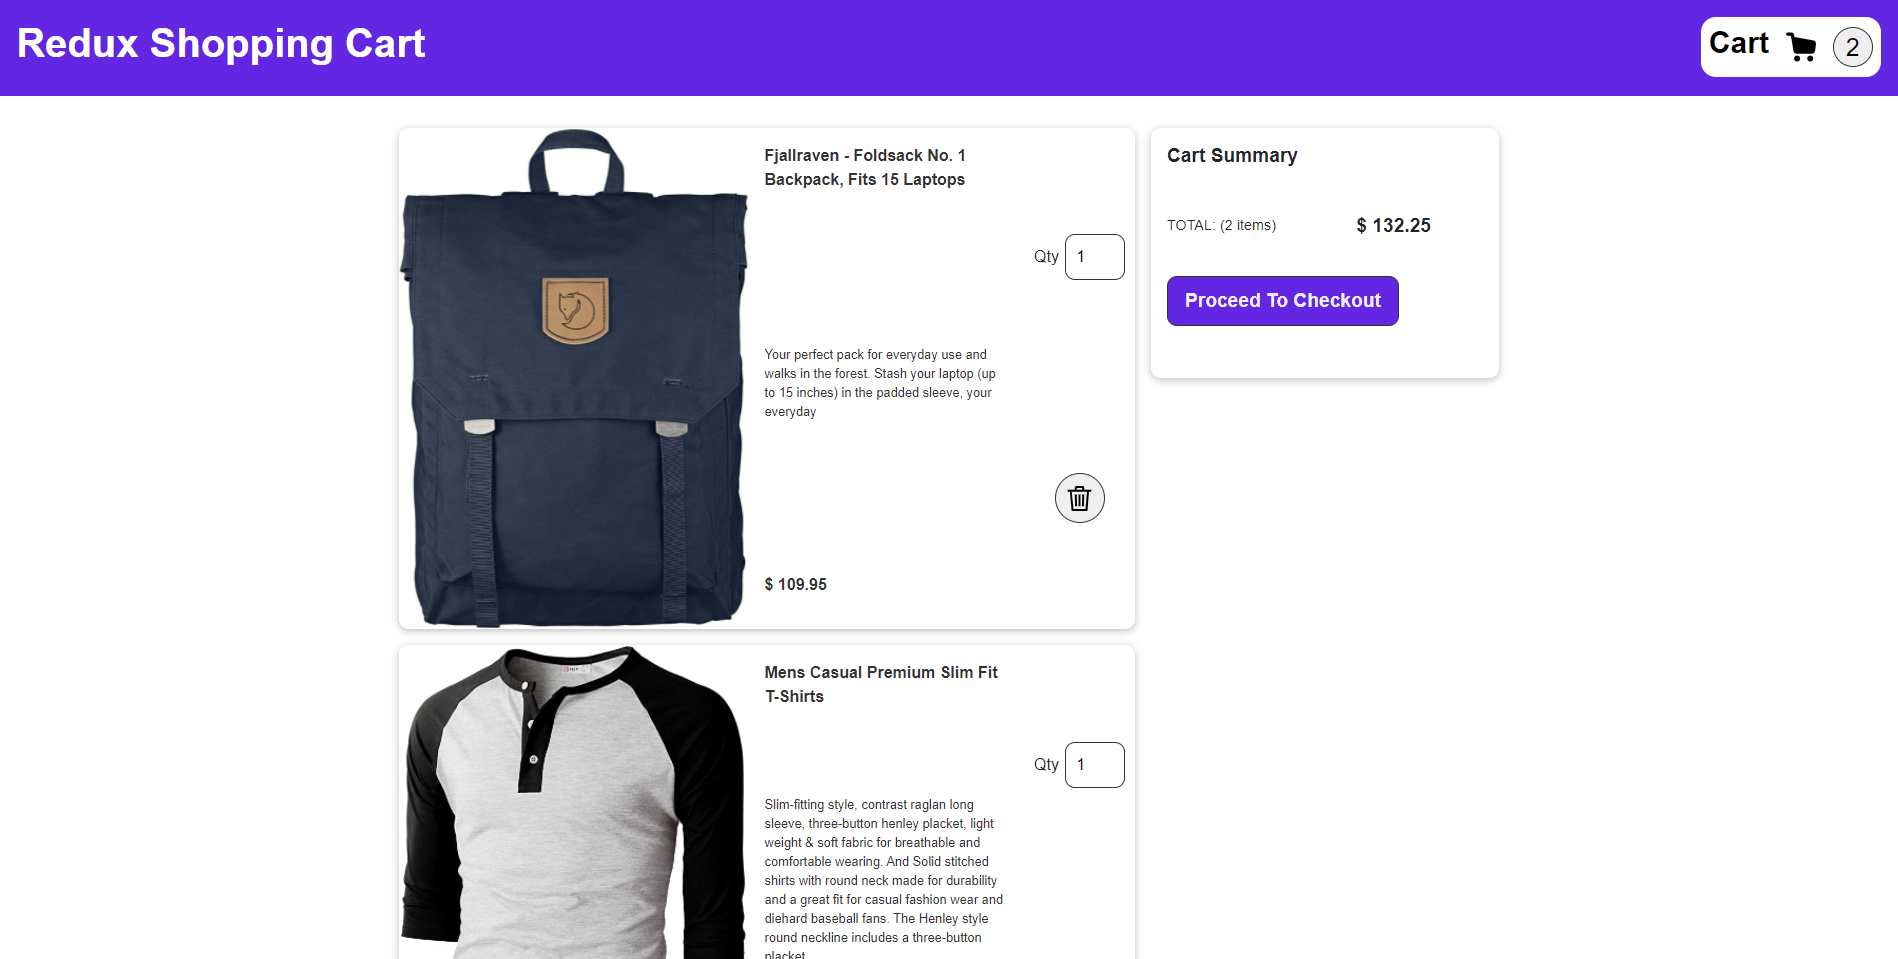 Redux Shopping Cart
Cart 2
Fjallraven - Foldsack No. 1
Backpack, Fits 15 Laptops
Qty 1
Your perfect pack for everyday use and
walks in the forest. Stash your laptop (up
to 15 inches) in the padded sleeve, your
everyday
$ 109.95
Cart Summary
TOTAL: (2 items) $ 132.25
Proceed To Checkout
Mens Casual Premium Slim Fit
T-Shirts
Qty 1
Slim-fitting style, contrast raglan long
sleeve, three-button henley placket, light
weight & soft fabric for breathable and
comfortable wearing. And Solid stitched
shirts with round neck made for durability
and a great fit for casual fashion wear and
diehard baseball fans. The Henley style
round neckline includes a three-button
placket.